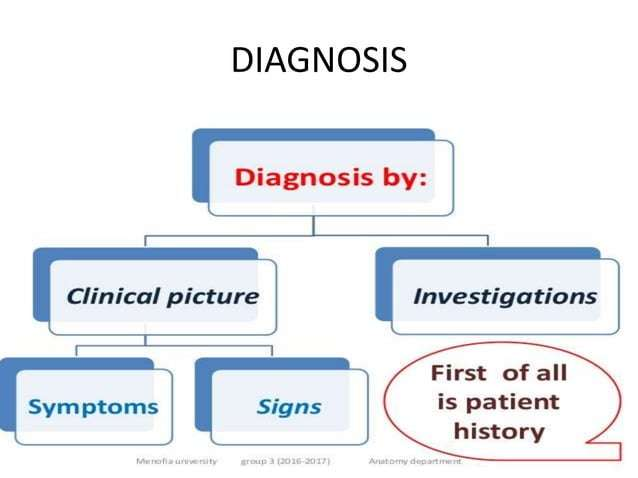 DIAGNOSIS
Diagnosis by:
Clinical picture
Investigations
Symptoms
Signs
First of all
is patient
history
Menofia university group 3 (2016-2017) Anatomy department